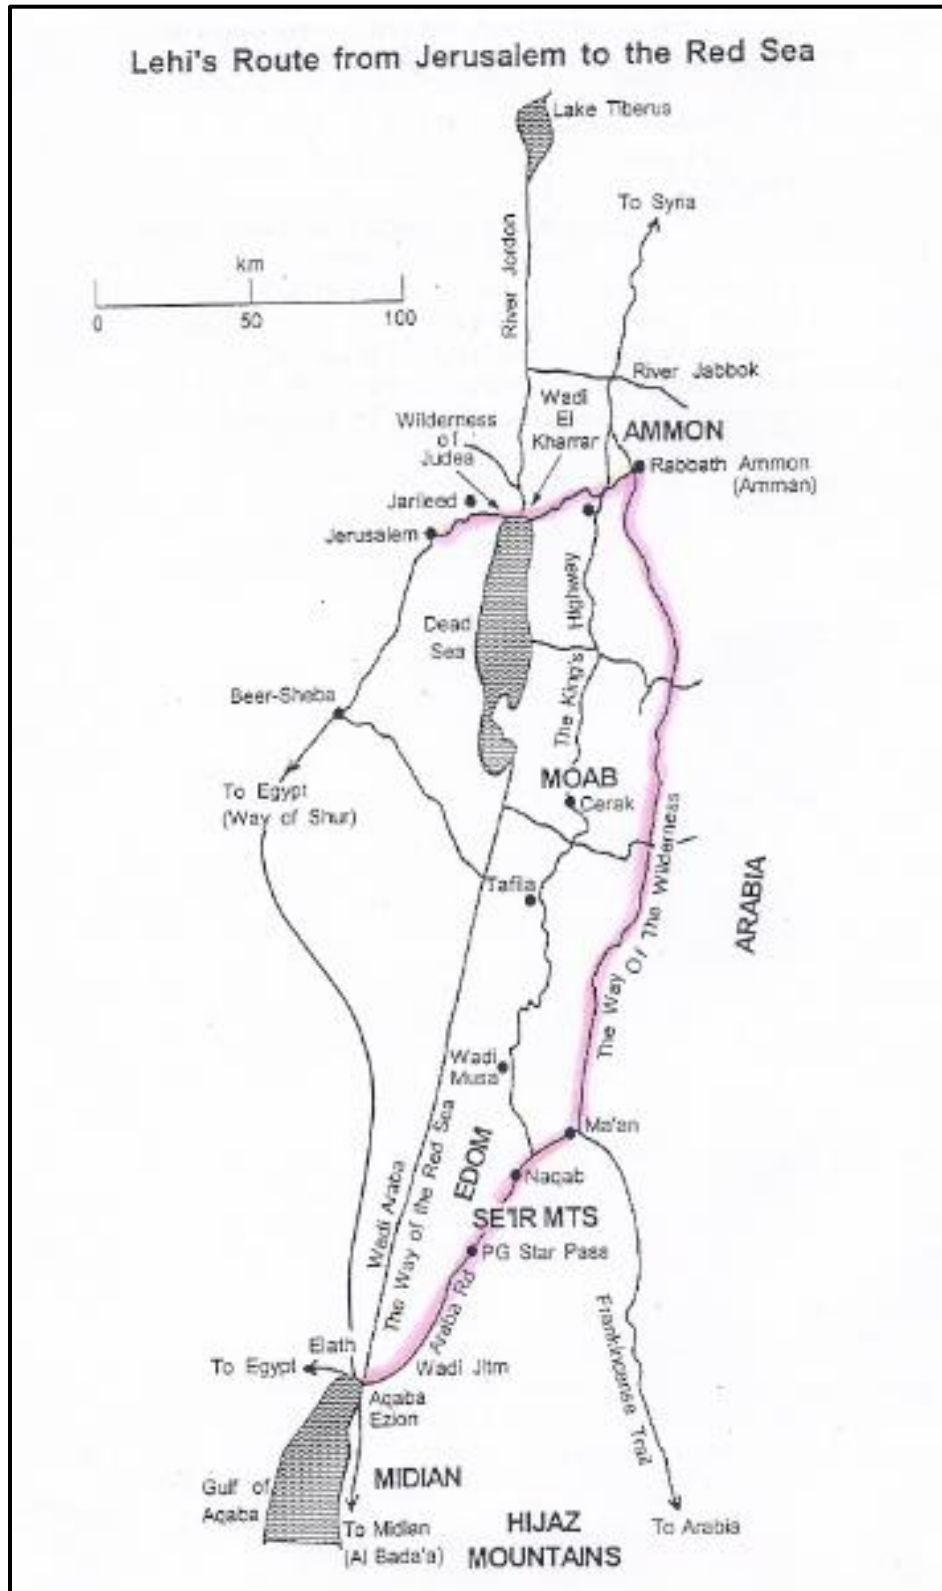 Lehi's Route from Jerusalem to the Red Sea
Lake Tiberus
To Syria
River Jordon
km
0 50 100
River Jabbok
Wadi
El
Kharrar
Wilderness
of
Judea
AMMON
Rabbath Ammon
(Amman)
Jerusalem
Dead
Sea
The King's Highway
Beer-Sheba
To Egypt
(Way of Shur)
MOAB
Cerak
Tafila
The Way Of The Wilderness
ARABIA
Wadi
Musa
Ma'an
EDOM
Naqab
SE'IR MTS
PG Star Pass
Wadi Araba
The Way of the Red Sea
Araba Rd
Wadi Jitm
Elath
To Egypt
Aqaba
Ezion
Frankincense Trail
MIDIAN
Gulf of
Aqaba
To Midian
(Al Bada'a)
HIJAZ
MOUNTAINS
To Arabia